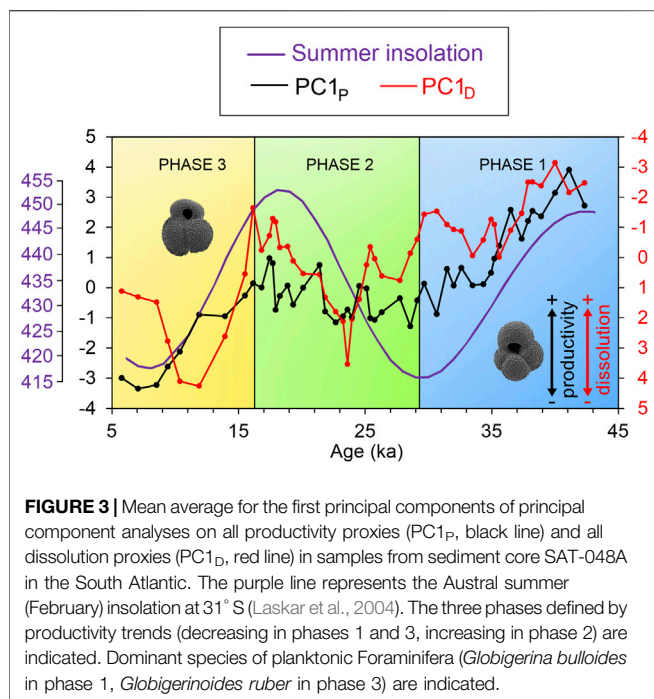 Summer insolation
PC1P PC1D
5 -5
PHASE 3 PHASE 2 PHASE 1
4 -4
455
3 -3
450
2 -2
445
440 1 -1
0 0
435
430 -1 1
425
-2 2
420
-3 3
415
-4 4
5
5 15 25 35 45
Age (ka)
+ +
productivity
dissolution
- -
FIGURE 3 | Mean average for the first principal components of principal
component analyses on all productivity proxies (PC1P, black line) and all
dissolution proxies (PC1D, red line) in samples from sediment core SAT-048A
in the South Atlantic. The purple line represents the Austral summer
(February) insolation at 31° S (Laskar et al., 2004). The three phases defined by
productivity trends (decreasing in phases 1 and 3, increasing in phase 2) are
indicated. Dominant species of planktonic Foraminifera (Globigerina bulloides
in phase 1, Globigerinoides ruber in phase 3) are indicated.